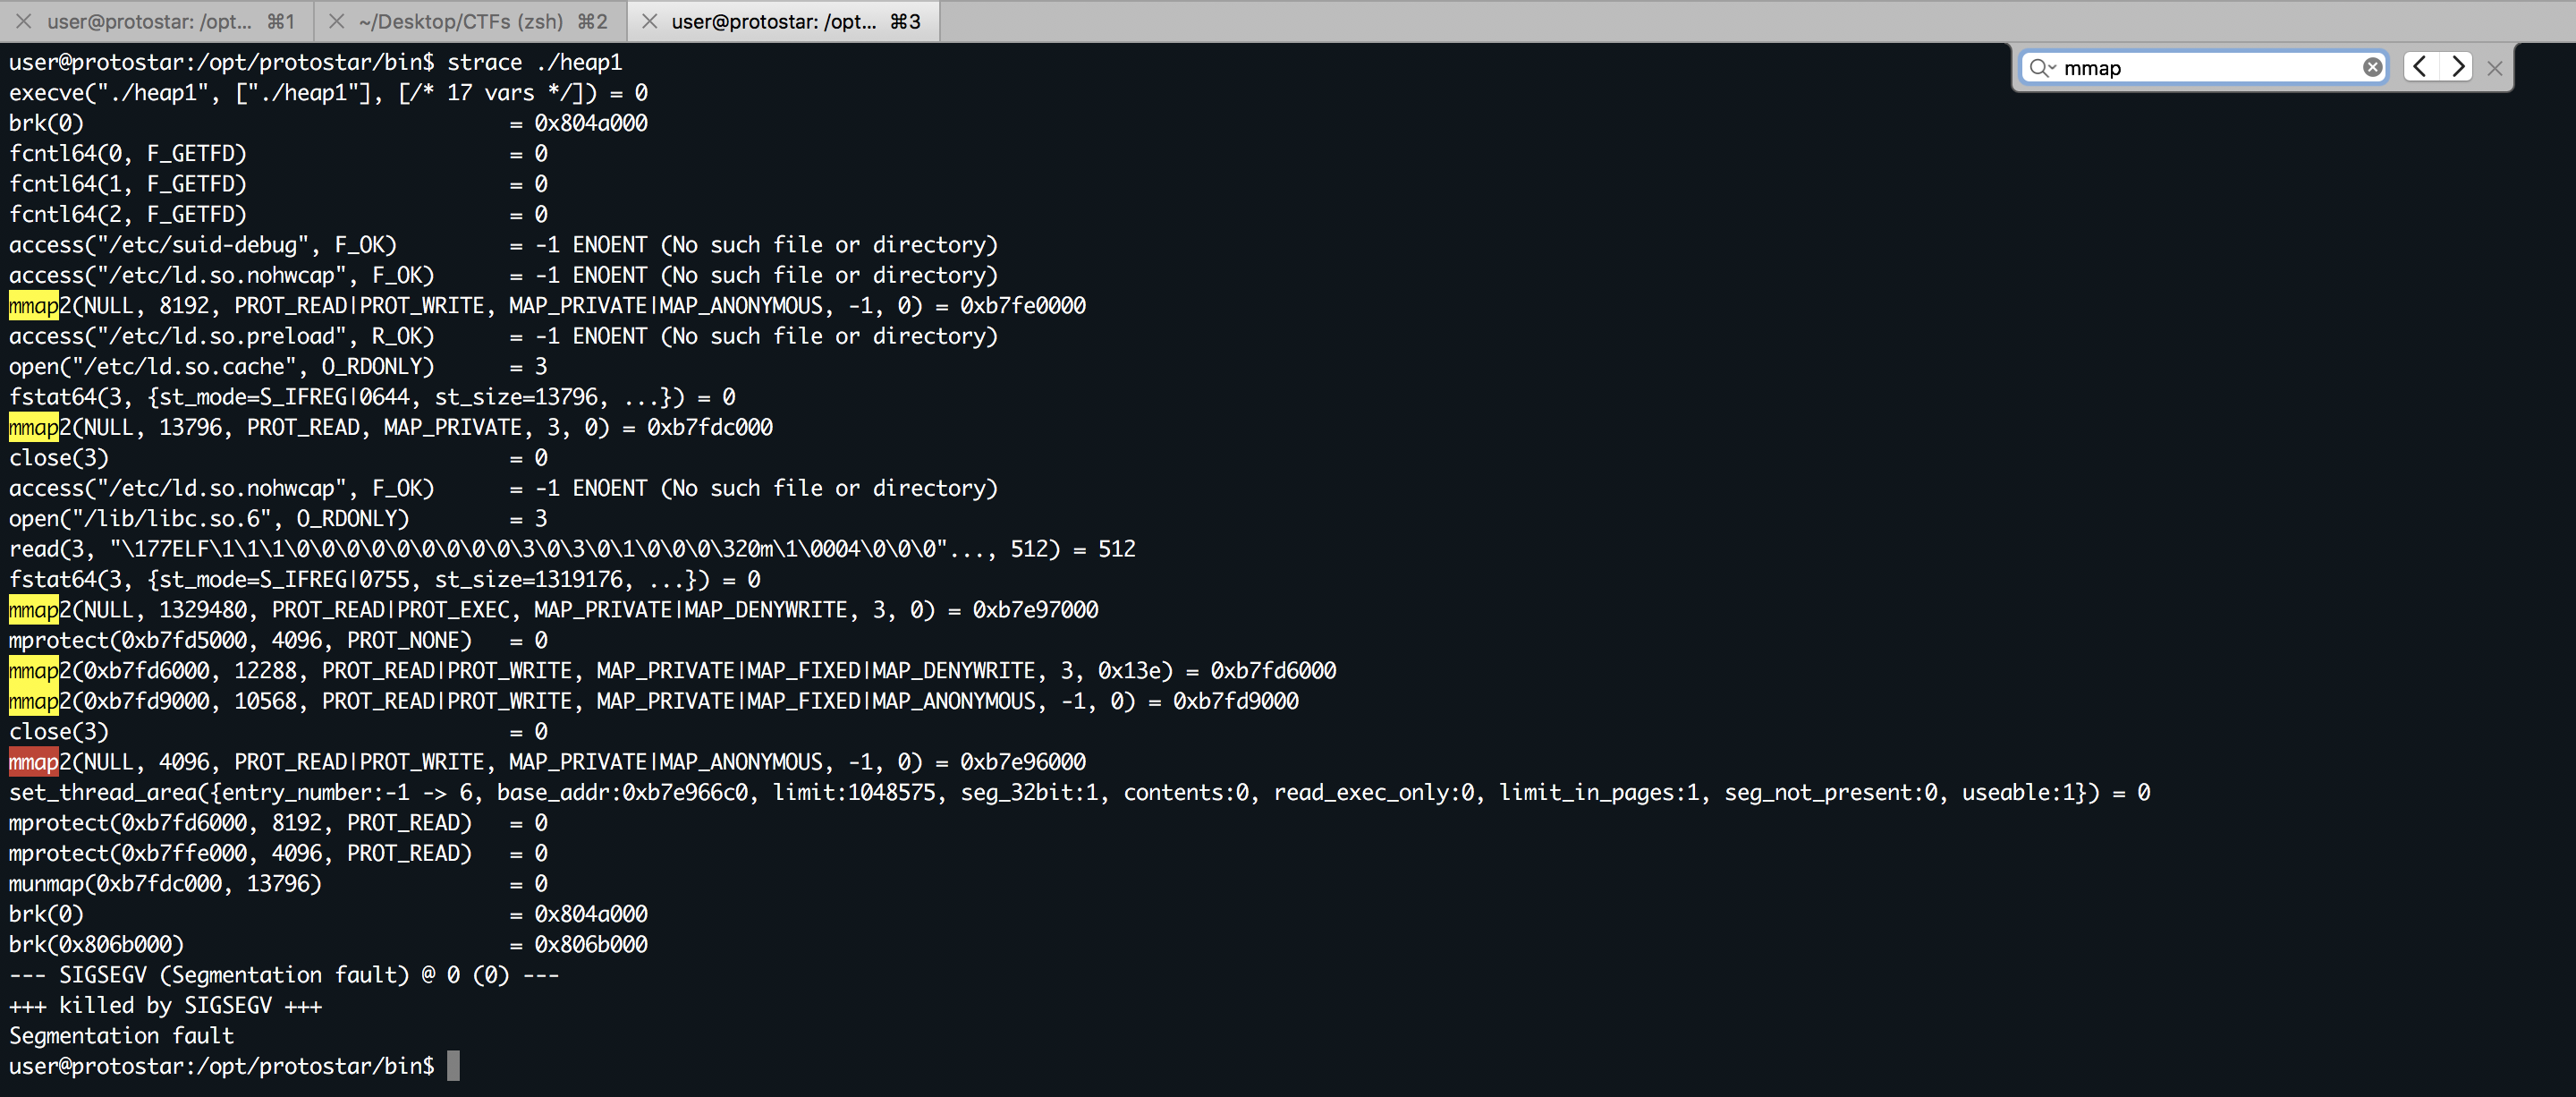 user@protostar: /opt... ⌘1 ~/Desktop/CTFs (zsh) ⌘2 user@protostar: /opt... ⌘3
mmap
user@protostar:/opt/protostar/bin$ strace ./heap1
execve("./heap1", ["./heap1"], [/* 17 vars */]) = 0
brk(0) = 0x804a000
fcntl64(0, F_GETFD) = 0
fcntl64(1, F_GETFD) = 0
fcntl64(2, F_GETFD) = 0
access("/etc/suid-debug", F_OK) = -1 ENOENT (No such file or directory)
access("/etc/ld.so.nohwcap", F_OK) = -1 ENOENT (No such file or directory)
mmap2(NULL, 8192, PROT_READ|PROT_WRITE, MAP_PRIVATE|MAP_ANONYMOUS, -1, 0) = 0xb7fe0000
access("/etc/ld.so.preload", R_OK) = -1 ENOENT (No such file or directory)
open("/etc/ld.so.cache", O_RDONLY) = 3
fstat64(3, {st_mode=S_IFREG|0644, st_size=13796, ...}) = 0
mmap2(NULL, 13796, PROT_READ, MAP_PRIVATE, 3, 0) = 0xb7fdc000
close(3) = 0
access("/etc/ld.so.nohwcap", F_OK) = -1 ENOENT (No such file or directory)
open("/lib/libc.so.6", O_RDONLY) = 3
read(3, "\177ELF\1\1\1\0\0\0\0\0\0\0\0\0\3\0\3\0\1\0\0\0\320m\1\0004\0\0\0"..., 512) = 512
fstat64(3, {st_mode=S_IFREG|0755, st_size=1319176, ...}) = 0
mmap2(NULL, 1329480, PROT_READ|PROT_EXEC, MAP_PRIVATE|MAP_DENYWRITE, 3, 0) = 0xb7e97000
mprotect(0xb7fd5000, 4096, PROT_NONE) = 0
mmap2(0xb7fd6000, 12288, PROT_READ|PROT_WRITE, MAP_PRIVATE|MAP_FIXED|MAP_DENYWRITE, 3, 0x13e) = 0xb7fd6000
mmap2(0xb7fd9000, 10568, PROT_READ|PROT_WRITE, MAP_PRIVATE|MAP_FIXED|MAP_ANONYMOUS, -1, 0) = 0xb7fd9000
close(3) = 0
mmap2(NULL, 4096, PROT_READ|PROT_WRITE, MAP_PRIVATE|MAP_ANONYMOUS, -1, 0) = 0xb7e96000
set_thread_area({entry_number:-1 -> 6, base_addr:0xb7e966c0, limit:1048575, seg_32bit:1, contents:0, read_exec_only:0, limit_in_pages:1, seg_not_present:0, useable:1}) = 0
mprotect(0xb7fd6000, 8192, PROT_READ) = 0
mprotect(0xb7ffe000, 4096, PROT_READ) = 0
munmap(0xb7fdc000, 13796) = 0
brk(0) = 0x804a000
brk(0x806b000) = 0x806b000
--- SIGSEGV (Segmentation fault) @ 0 (0) ---
+++ killed by SIGSEGV +++
Segmentation fault
user@protostar:/opt/protostar/bin$